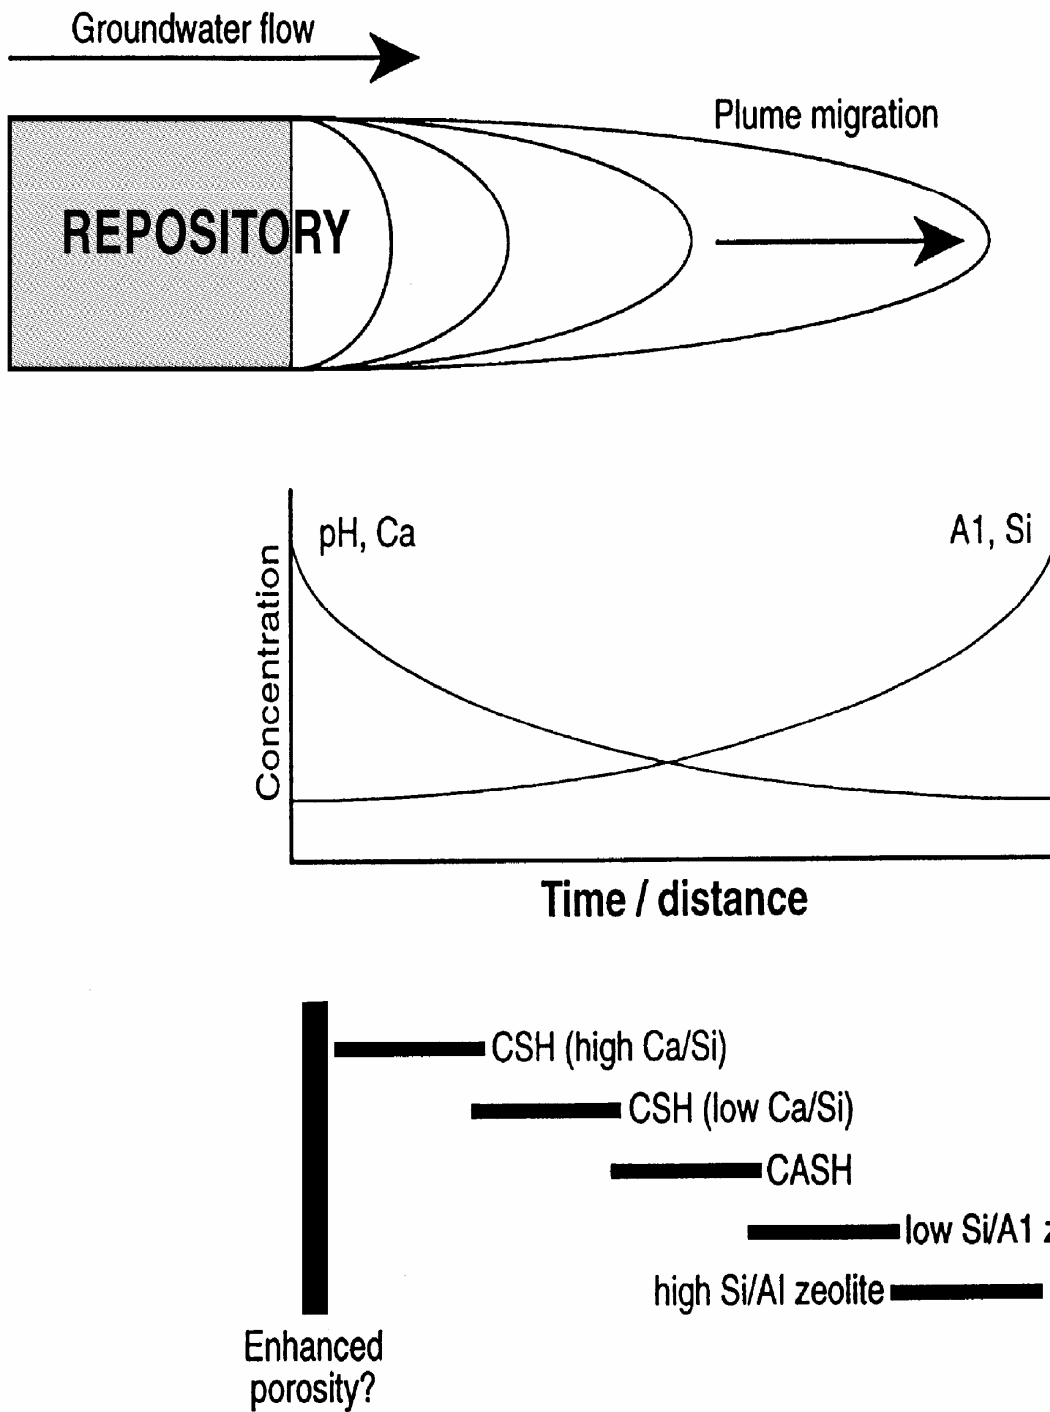 Groundwater flow
Plume migration
REPOSITORY
pH, Ca
A1, Si
Concentration
Time / distance
CSH (high Ca/Si)
CSH (low Ca/Si)
CASH
low Si/A1 z
high Si/Al zeolite
Enhanced
porosity?